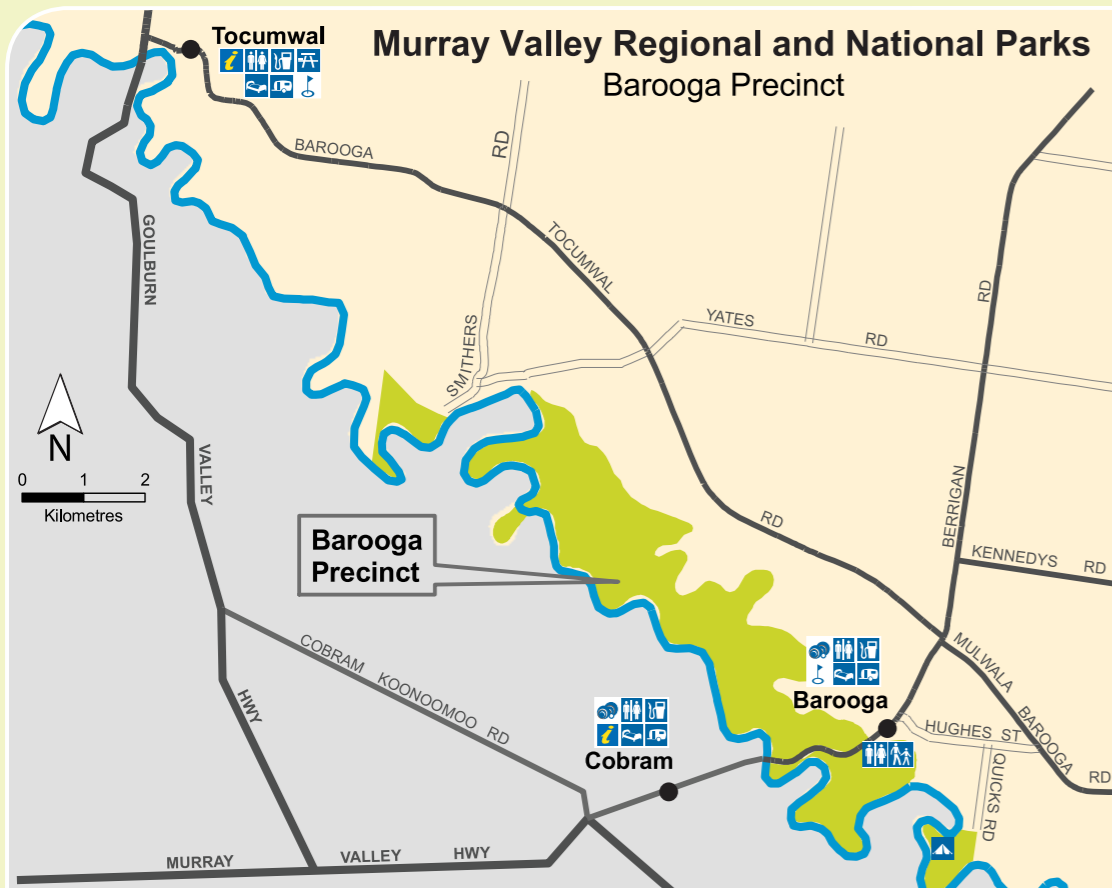 Murray Valley Regional and National Parks
Barooga Precinct
Tocumwal
i
BAROOGA
RD
TOCUMWAL
GOULBURN
RD
YATES
RD
SMITHERS
N
0 1 2
Kilometres
VALLEY
BERRIGAN
RD
KENNEDYS RD
Barooga
Precinct
COBRAM KOONOOMOO RD
MULWALA
BAROOGA
RD
HWY
Barooga
HUGHES ST
i
Cobram
QUICKS RD
MURRAY VALLEY HWY